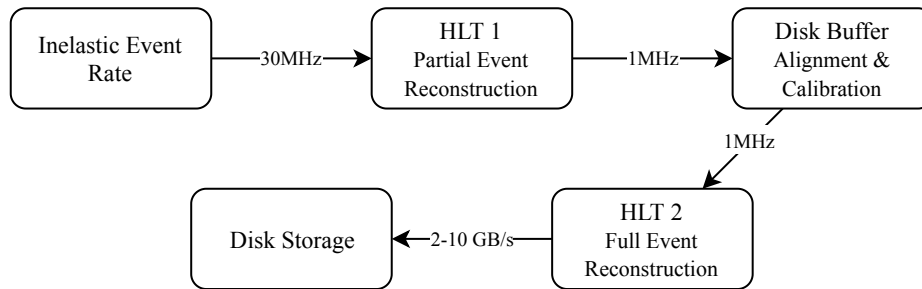 Inelastic Event
Rate
30MHz
HLT 1
Partial Event
Reconstruction
1MHz
Disk Buffer
Alignment &
Calibration
1MHz
HLT 2
Full Event
Reconstruction
2-10 GB/s
Disk Storage